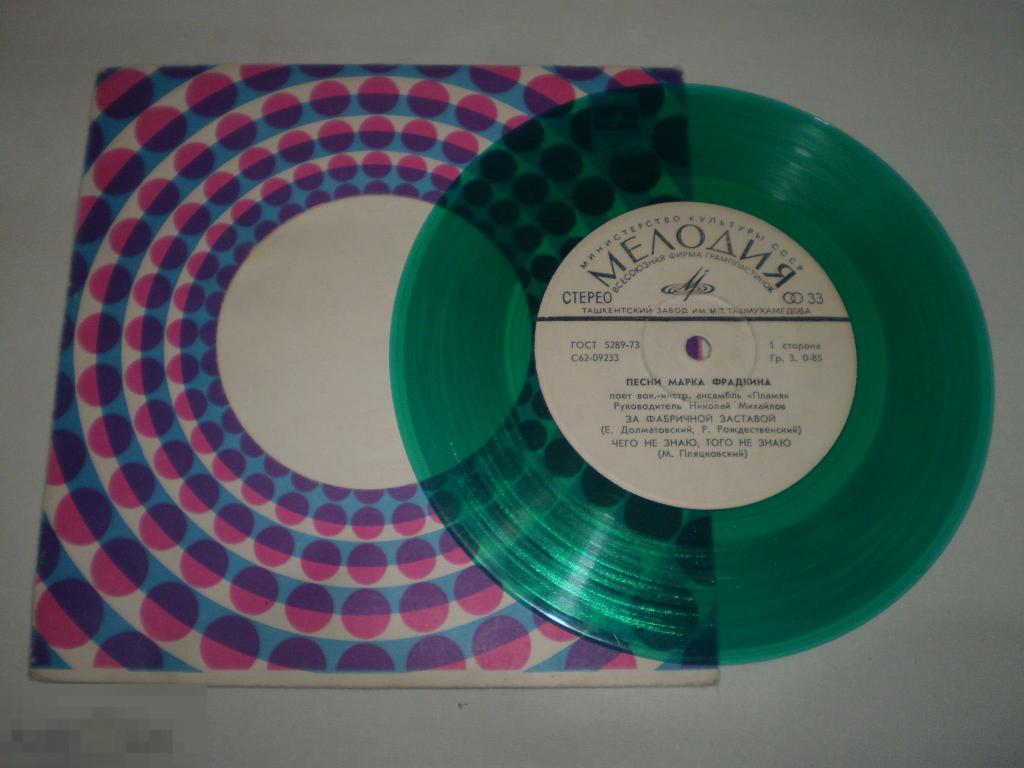 МИНИСТЕРСТВО КУЛЬТУРЫ СССР
МЕЛОДИЯ
ВСЕСОЮЗНАЯ ФИРМА ГРАМПЛАСТИНОК
СТЕРЕО 33
ТАШКЕНТСКИЙ ЗАВОД ИМ. М.Т.ТАШМУХАМЕДОВА
ГОСТ 5289-73 1 сторона
С62-09233 Гр. 3. 0-85
ПЕСНИ МАРКА ФРАДКИНА
поет вок.-инстр. ансамбль «Пламя»
Руководитель Николай Михайлов
ЗА ФАБРИЧНОЙ ЗАСТАВОЙ
(Е. Долматовский, Р. Рождественский)
ЧЕГО НЕ ЗНАЮ, ТОГО НЕ ЗНАЮ
(М. Пляцковский)